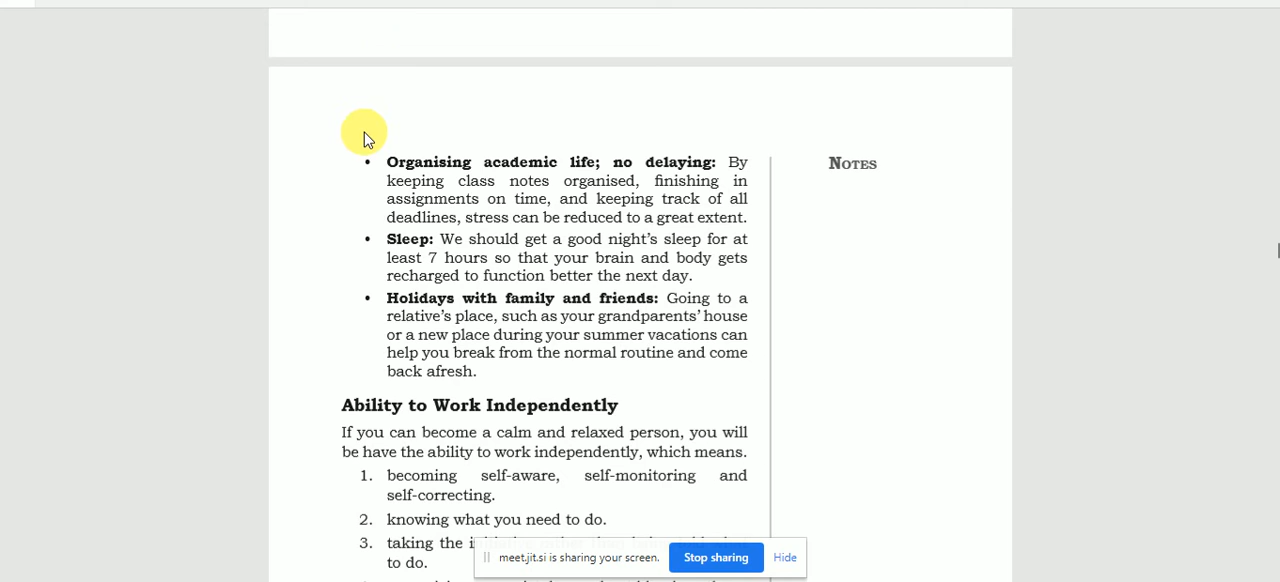 • Organising academic life; no delaying: By
keeping class notes organised, finishing in
assignments on time, and keeping track of all
deadlines, stress can be reduced to a great extent.
• Sleep: We should get a good night's sleep for at
least 7 hours so that your brain and body gets
recharged to function better the next day.
• Holidays with family and friends: Going to a
relative's place, such as your grandparents' house
or a new place during your summer vacations can
help you break from the normal routine and come
back afresh.
NOTES
Ability to Work Independently
If you can become a calm and relaxed person, you will
be have the ability to work independently, which means.
1. becoming self-aware, self-monitoring and
self-correcting.
2. knowing what you need to do.
3. taking the
to do.
meet.jit.si is sharing your screen.
Stop sharing
Hide